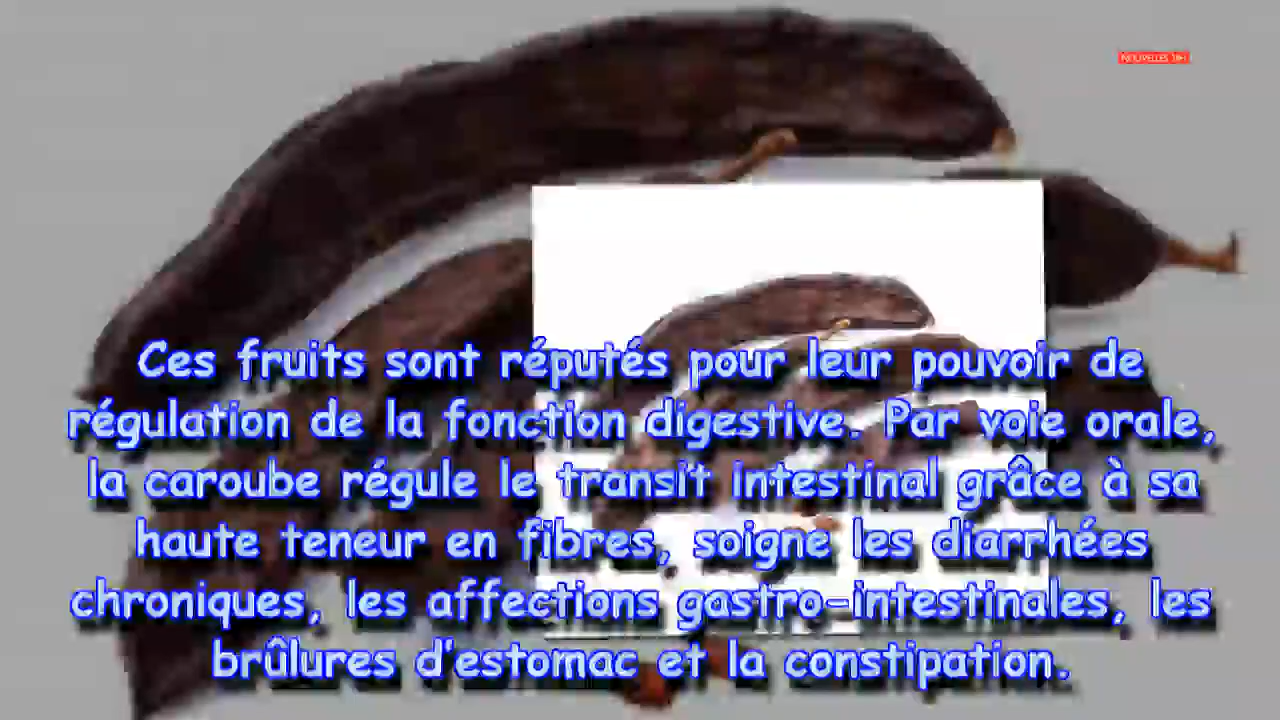 NOUVELLES 10H
Ces fruits sont réputés pour leur pouvoir de
régulation de la fonction digestive. Par voie orale,
la caroube régule le transit intestinal grâce à sa
haute teneur en fibres, soigne les diarrhées
chroniques, les affections gastro-intestinales, les
brûlures d'estomac et la constipation.